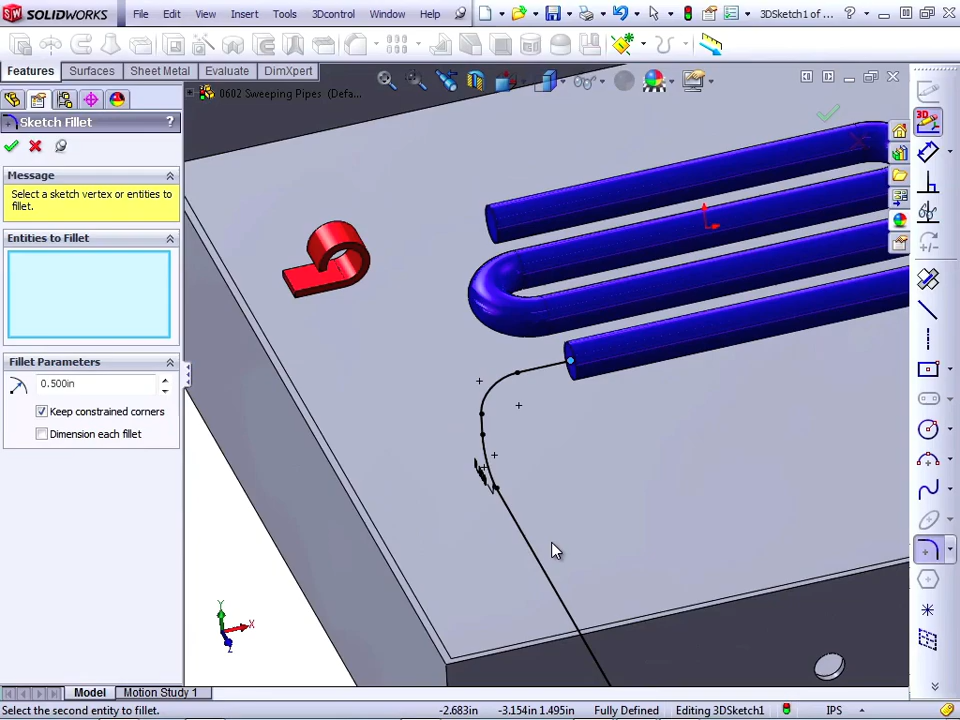 SW SOLIDWORKS File Edit View Insert Tools 3Dcontrol Window Help 3DSketch1 of ... ?
Features Surfaces Sheet Metal Evaluate DimXpert
0602 Sweeping Pipes (Defa...
Sketch Fillet ?
Message
Select a sketch vertex or entities to
fillet.
Entities to Fillet
Fillet Parameters
0.500in
Keep constrained corners
Dimension each fillet
3D
Y
X
Z
Model Motion Study 1
Select the second entity to fillet. -2.683in -3.154in 1.495in Fully Defined Editing 3DSketch1 IPS